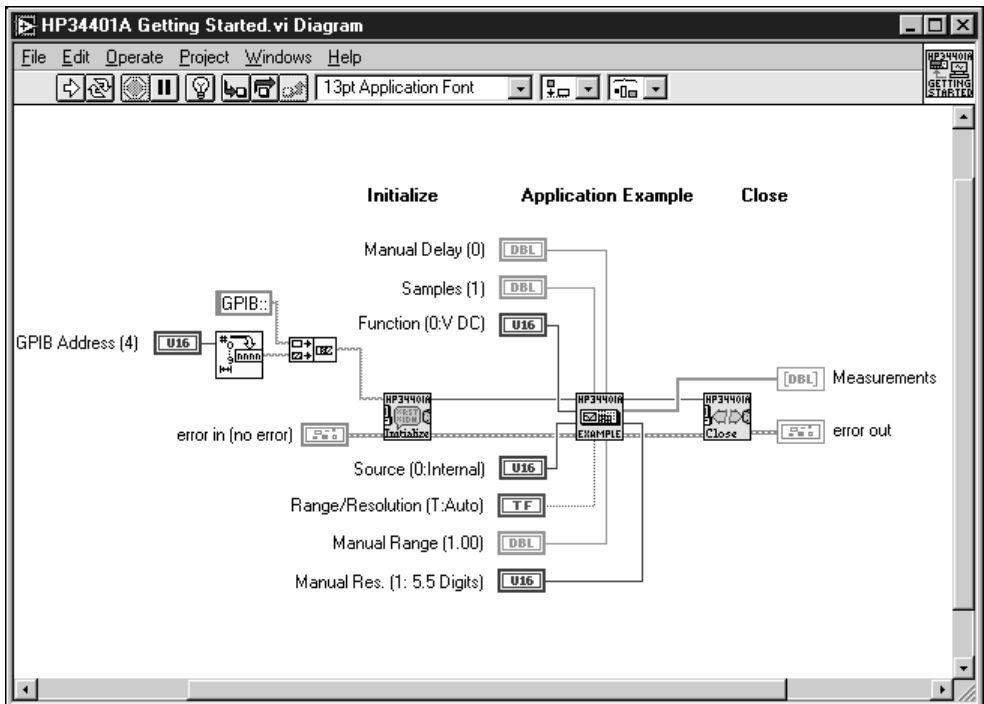 HP34401A Getting Started.vi Diagram
File Edit Operate Project Windows Help
13pt Application Font
HP34401A
GETTING
STARTED
Initialize Application Example Close
Manual Delay (0) DBL
Samples (1) DBL
GPIB::
Function (0:V DC) U16
GPIB Address (4) U16
[DBL] Measurements
HP34401A
Initialize
HP34401A
EXAMPLE
HP34401A
Close
error in (no error)
error out
Source (0:Internal) U16
Range/Resolution (T:Auto) TF
Manual Range (1.00) DBL
Manual Res. (1: 5.5 Digits) U16